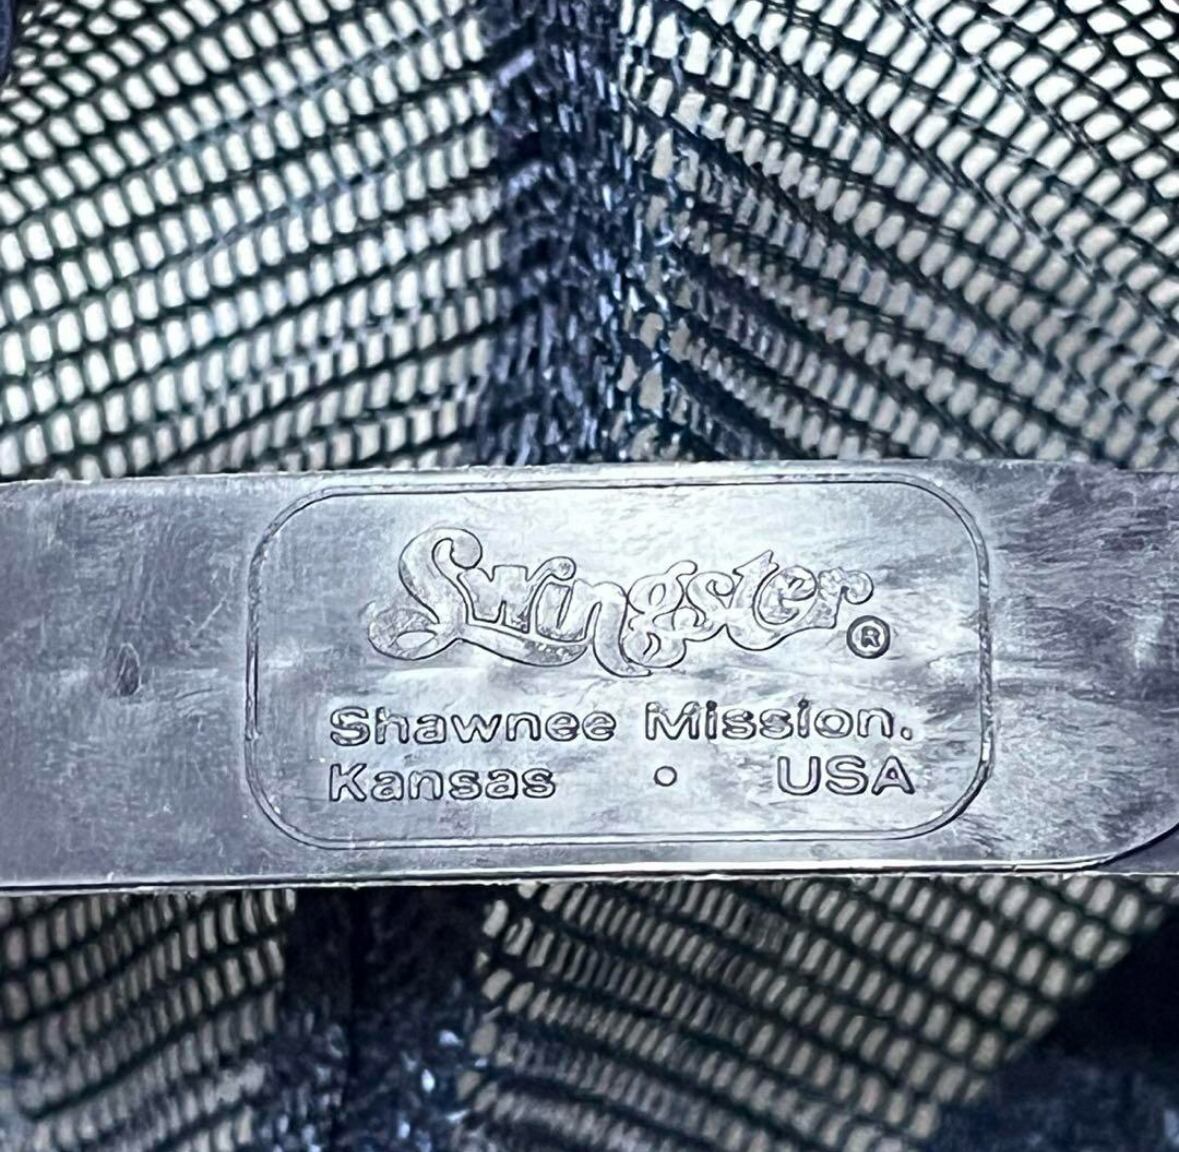 Swingster®
Shawnee Mission,
Kansas • USA